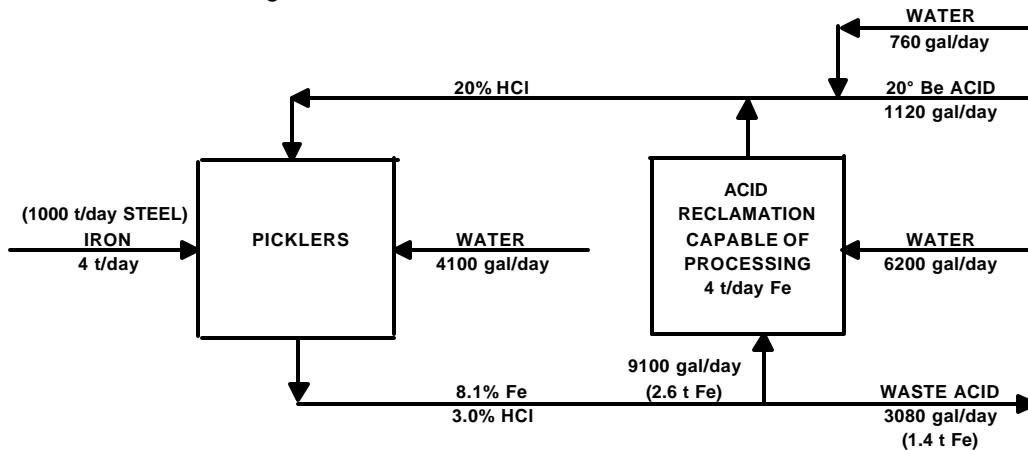 WATER
760 gal/day
20% HCl
20° Be ACID
1120 gal/day
(1000 t/day STEEL)
IRON
4 t/day
PICKLERS
WATER
4100 gal/day
ACID
RECLAMATION
CAPABLE OF
PROCESSING
4 t/day Fe
WATER
6200 gal/day
8.1% Fe
3.0% HCl
9100 gal/day
(2.6 t Fe)
WASTE ACID
3080 gal/day
(1.4 t Fe)